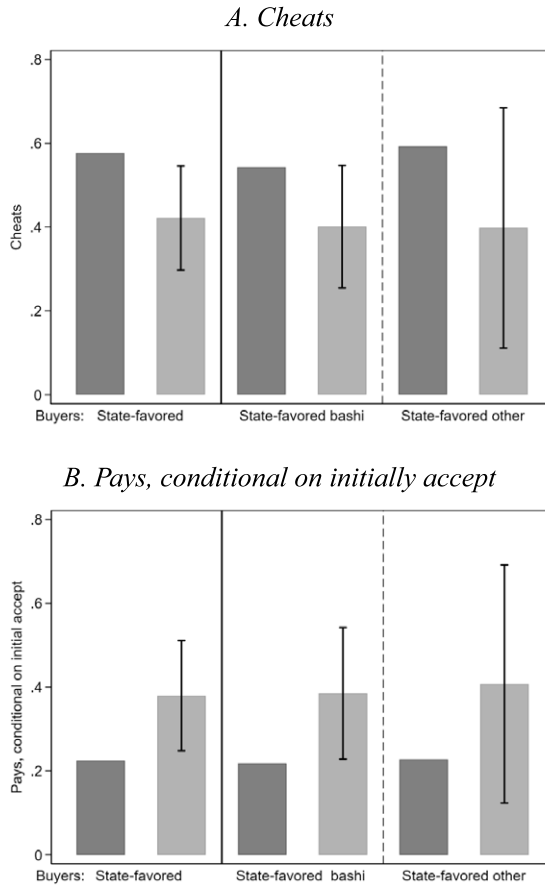 A. Cheats
.8
.6
.4
.2
0
Cheats
Buyers: State-favored State-favored bashi State-favored other
B. Pays, conditional on initially accept
.8
.6
.4
.2
0
Pays, conditional on initial accept
Buyers: State-favored State-favored bashi State-favored other